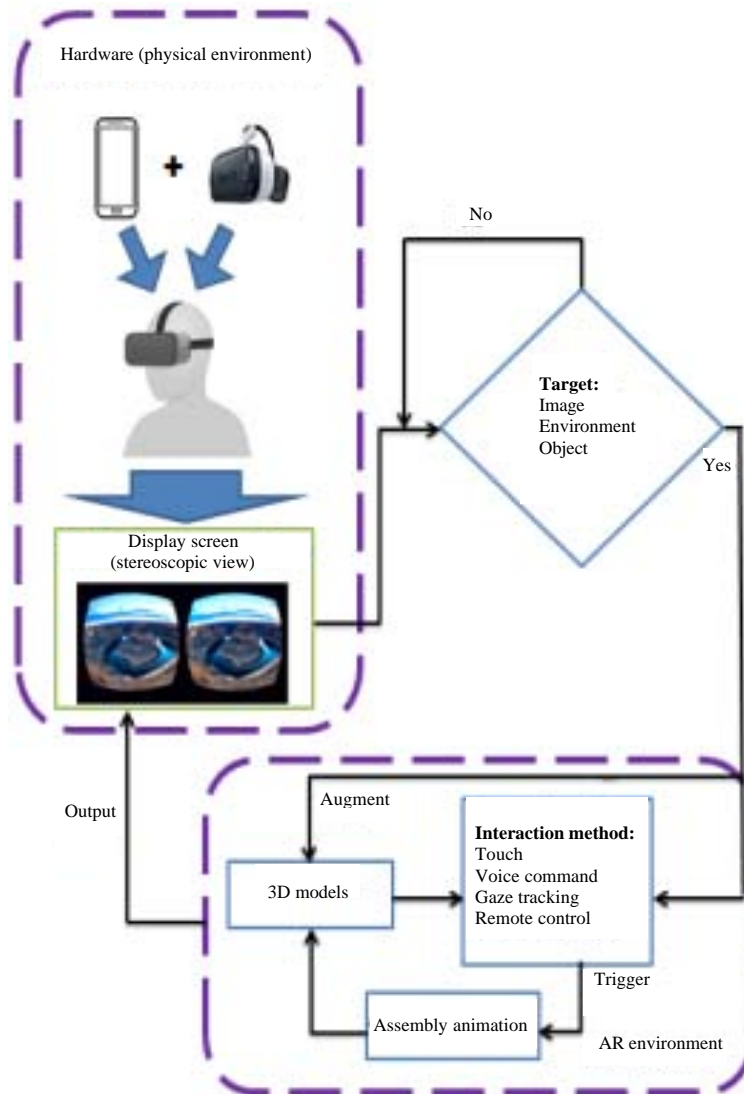 Hardware (physical environment)
+
Display screen
(stereoscopic view)
No
Target:
Image
Environment
Object
Yes
Output
Augment
3D models
Interaction method:
Touch
Voice command
Gaze tracking
Remote control
Trigger
Assembly animation
AR environment